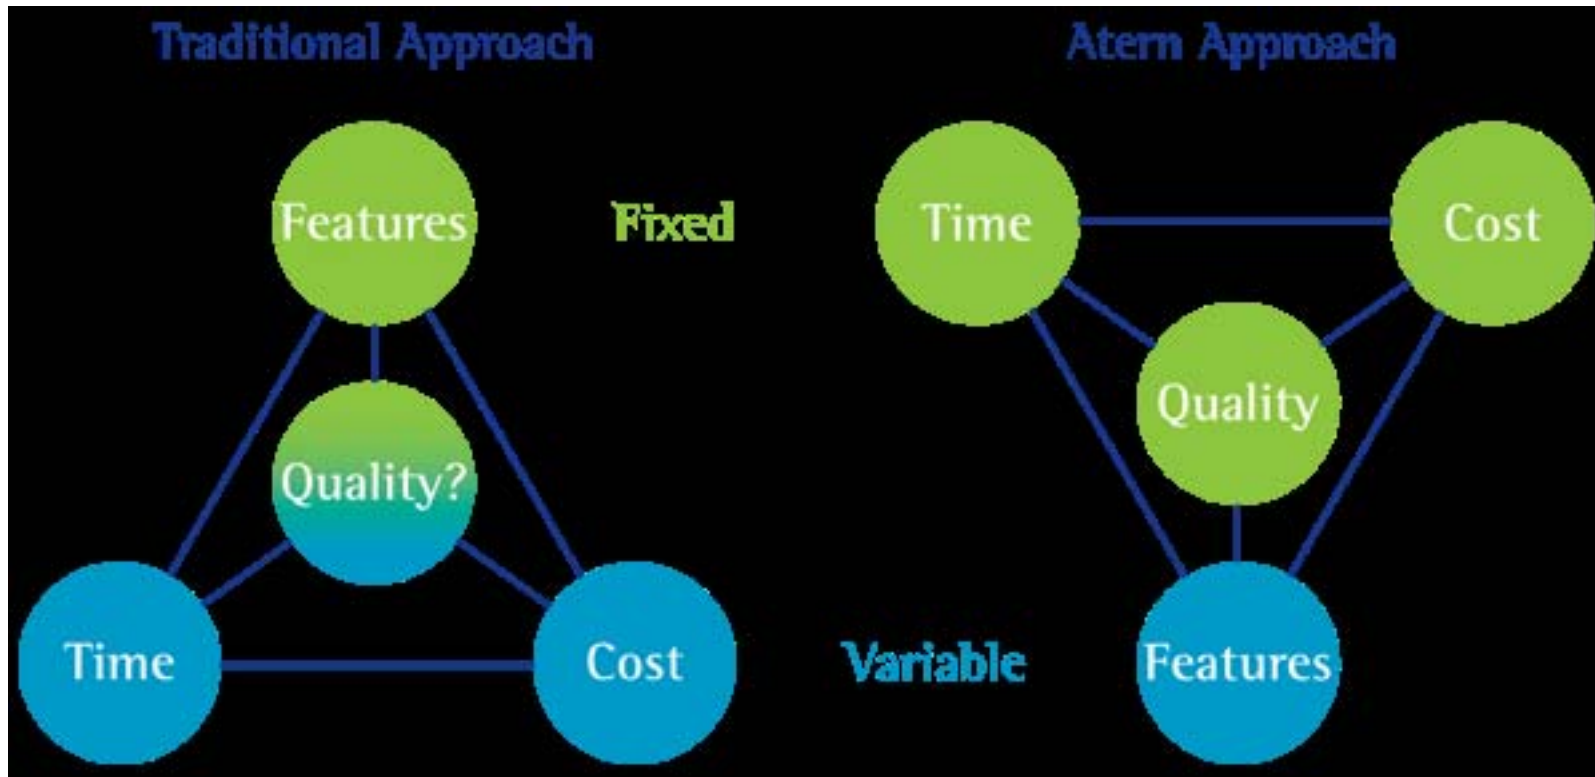 Traditional Approach
Atern Approach
Features
Fixed
Time
Cost
Quality
Quality?
Time
Cost
Variable
Features